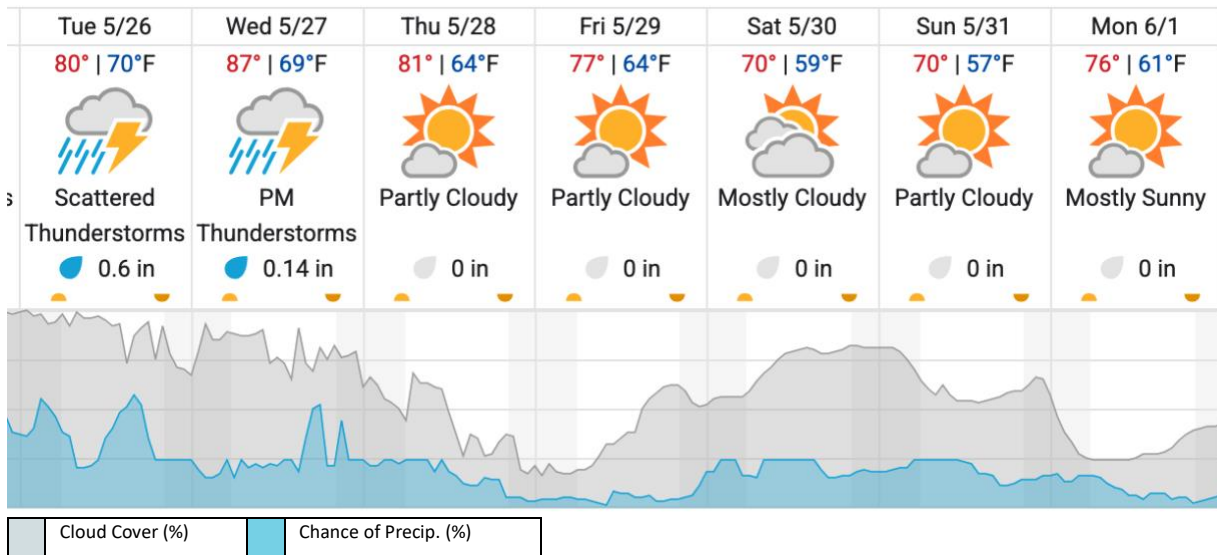 Tue 5/26 Wed 5/27 Thu 5/28 Fri 5/29 Sat 5/30 Sun 5/31 Mon 6/1
80° | 70°F 87° | 69°F 81° | 64°F 77° | 64°F 70° | 59°F 70° | 57°F 76° | 61°F
s Scattered PM Partly Cloudy Partly Cloudy Mostly Cloudy Partly Cloudy Mostly Sunny
Thunderstorms Thunderstorms
0.6 in 0.14 in 0 in 0 in 0 in 0 in 0 in
Cloud Cover (%) Chance of Precip. (%)